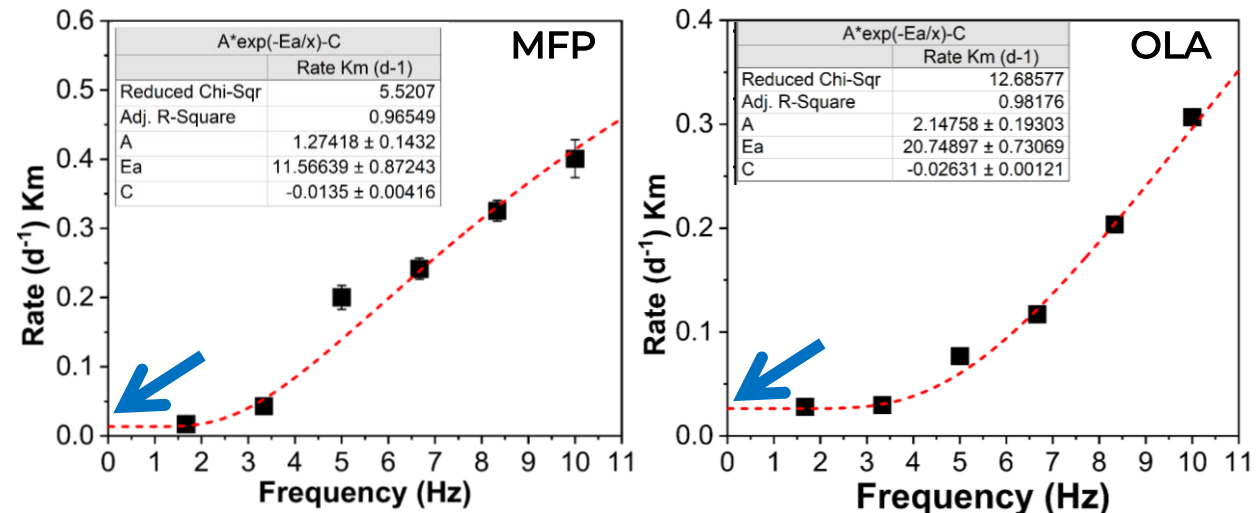 MFP
A*exp(-Ea/x)-C
Rate Km (d-1)
Reduced Chi-Sqr 5.5207
Adj. R-Square 0.96549
A 1.27418 ± 0.1432
Ea 11.56639 ± 0.87243
C -0.0135 ± 0.00416
Rate (d⁻¹) Km
0.6
0.5
0.4
0.3
0.2
0.1
0.0
0 1 2 3 4 5 6 7 8 9 10 11
Frequency (Hz)
OLA
A*exp(-Ea/x)-C
Rate Km (d-1)
Reduced Chi-Sqr 12.68577
Adj. R-Square 0.98176
A 2.14758 ± 0.19303
Ea 20.74897 ± 0.73069
C -0.02631 ± 0.00121
Rate (d⁻¹) Km
0.4
0.3
0.2
0.1
0.0
0 1 2 3 4 5 6 7 8 9 10 11
Frequency (Hz)